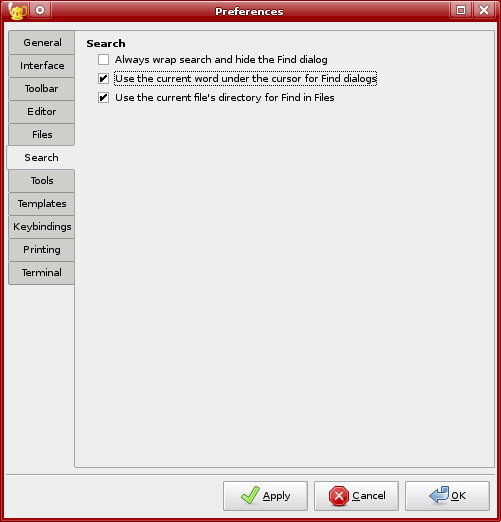 Preferences
General
Interface
Toolbar
Editor
Files
Search
Tools
Templates
Keybindings
Printing
Terminal
Search
Always wrap search and hide the Find dialog
Use the current word under the cursor for Find dialogs
Use the current file's directory for Find in Files
Apply
Cancel
OK